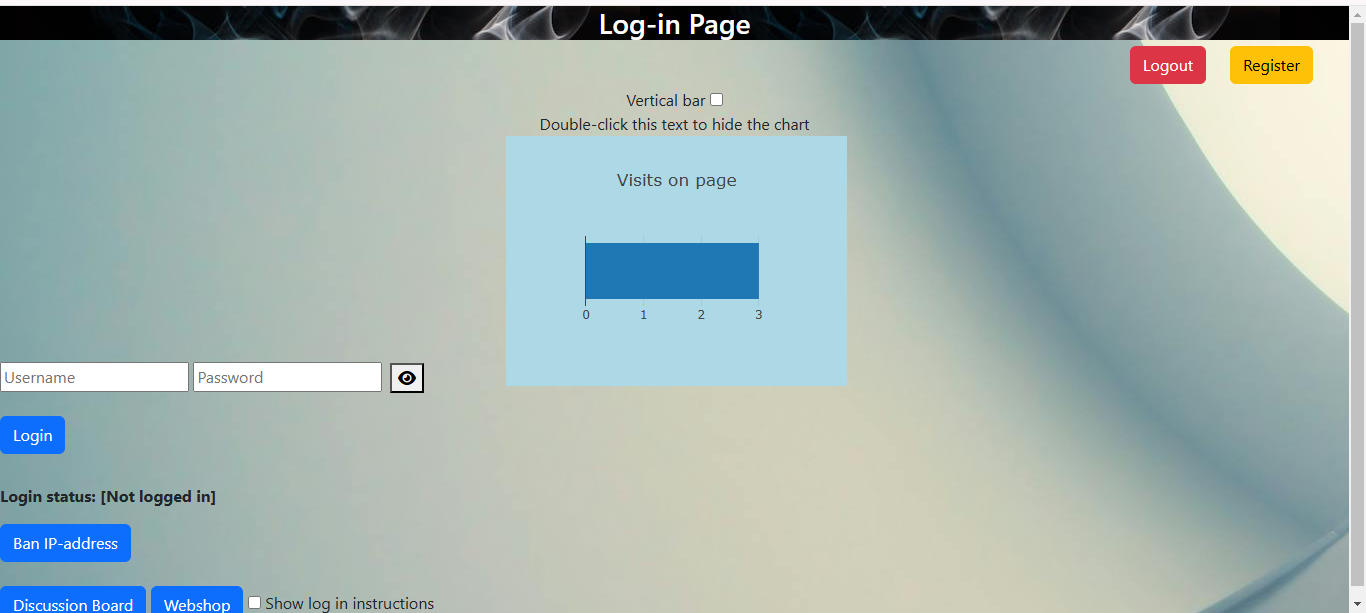 Log-in Page
Logout Register
Vertical bar
Double-click this text to hide the chart
Visits on page
0 1 2 3
Username Password
Login
Login status: [Not logged in]
Ban IP-address
Discussion Board Webshop Show log in instructions